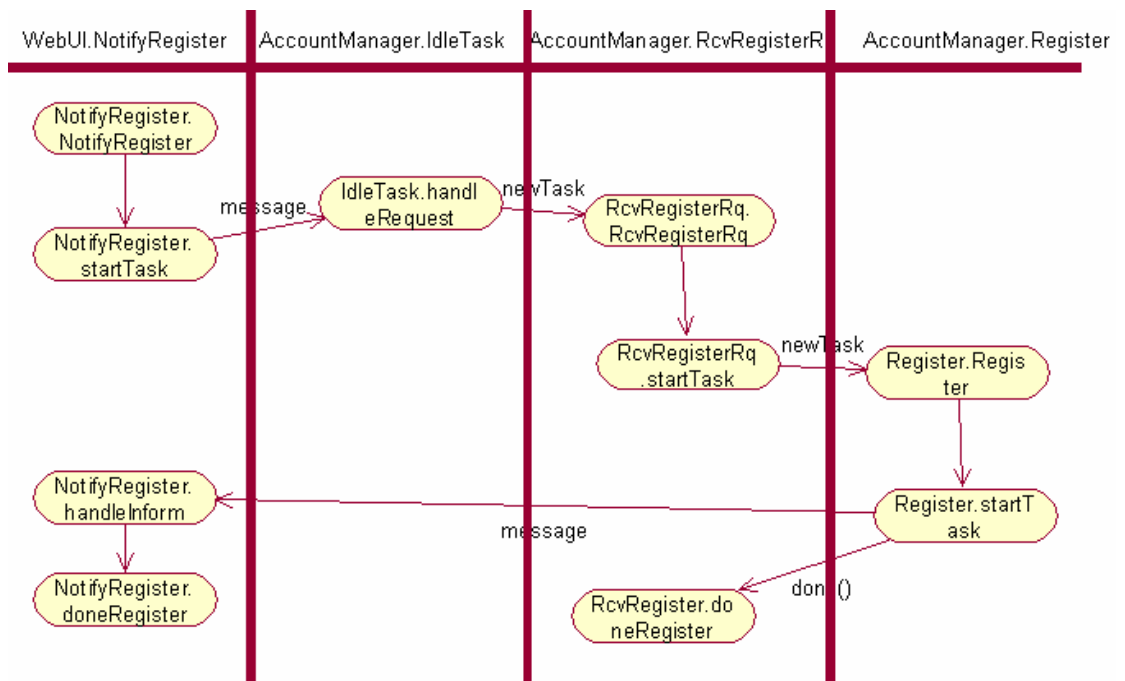 WebUI.NotifyRegister
AccountManager.IdleTask
AccountManager.RcvRegisterR
AccountManager.Register
NotifyRegister.
NotifyRegister
message
NotifyRegister.
startTask
IdleTask.handl
eRequest
newTask
RcvRegisterRq.
RcvRegisterRq
RcvRegisterRq
.startTask
newTask
Register.Regis
ter
NotifyRegister.
handleInform
message
Register.startT
ask
NotifyRegister.
doneRegister
done()
RcvRegister.do
neRegister